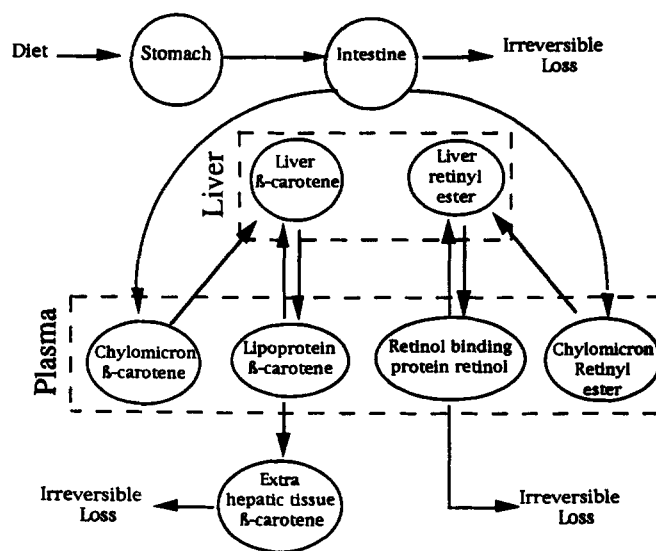 Diet
Stomach
Intestine
Irreversible
Loss
Liver
Liver
ß-carotene
Liver
retinyl
ester
Plasma
Chylomicron
ß-carotene
Lipoprotein
ß-carotene
Retinol binding
protein retinol
Chylomicron
Retinyl
ester
Irreversible
Loss
Extra
hepatic tissue
ß-carotene
Irreversible
Loss